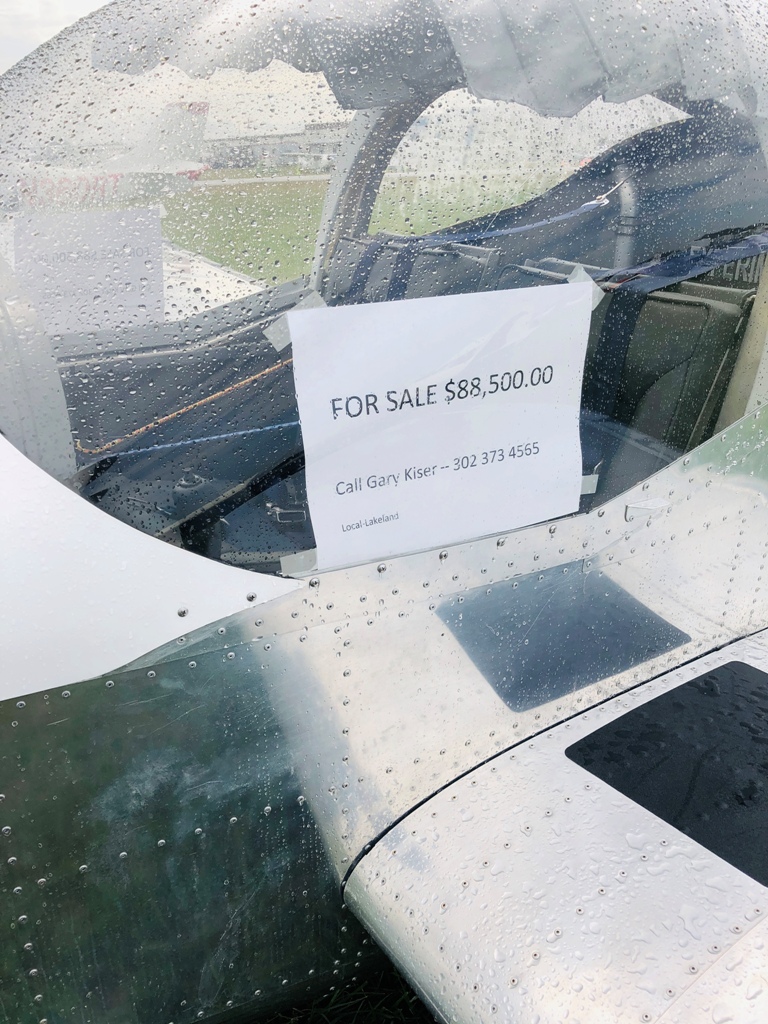 FOR SALE $88,500.00
Call Gary Kiser -- 302 373 4565
Local-Lakeland